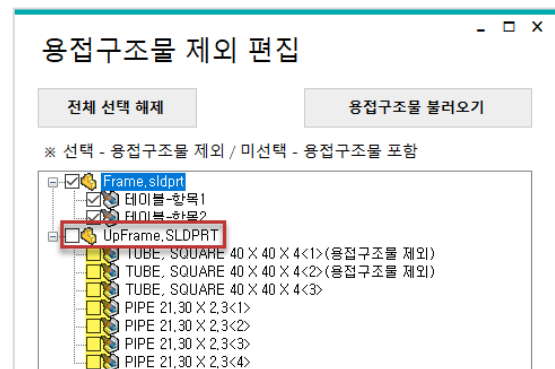 용접구조물 제외 편집
전체 선택 해제
용접구조물 불러오기
※ 선택 - 용접구조물 제외 / 미선택 - 용접구조물 포함
Frame.sldprt
테이블-항목1
테이블-항목2
UpFrame.SLDPRT
TUBE, SQUARE 40 X 40 X 4<1>(용접구조물 제외)
TUBE, SQUARE 40 X 40 X 4<2>(용접구조물 제외)
TUBE, SQUARE 40 X 40 X 4<3>
PIPE 21,30 X 2,3<1>
PIPE 21,30 X 2,3<2>
PIPE 21,30 X 2,3<3>
PIPE 21,30 X 2,3<4>